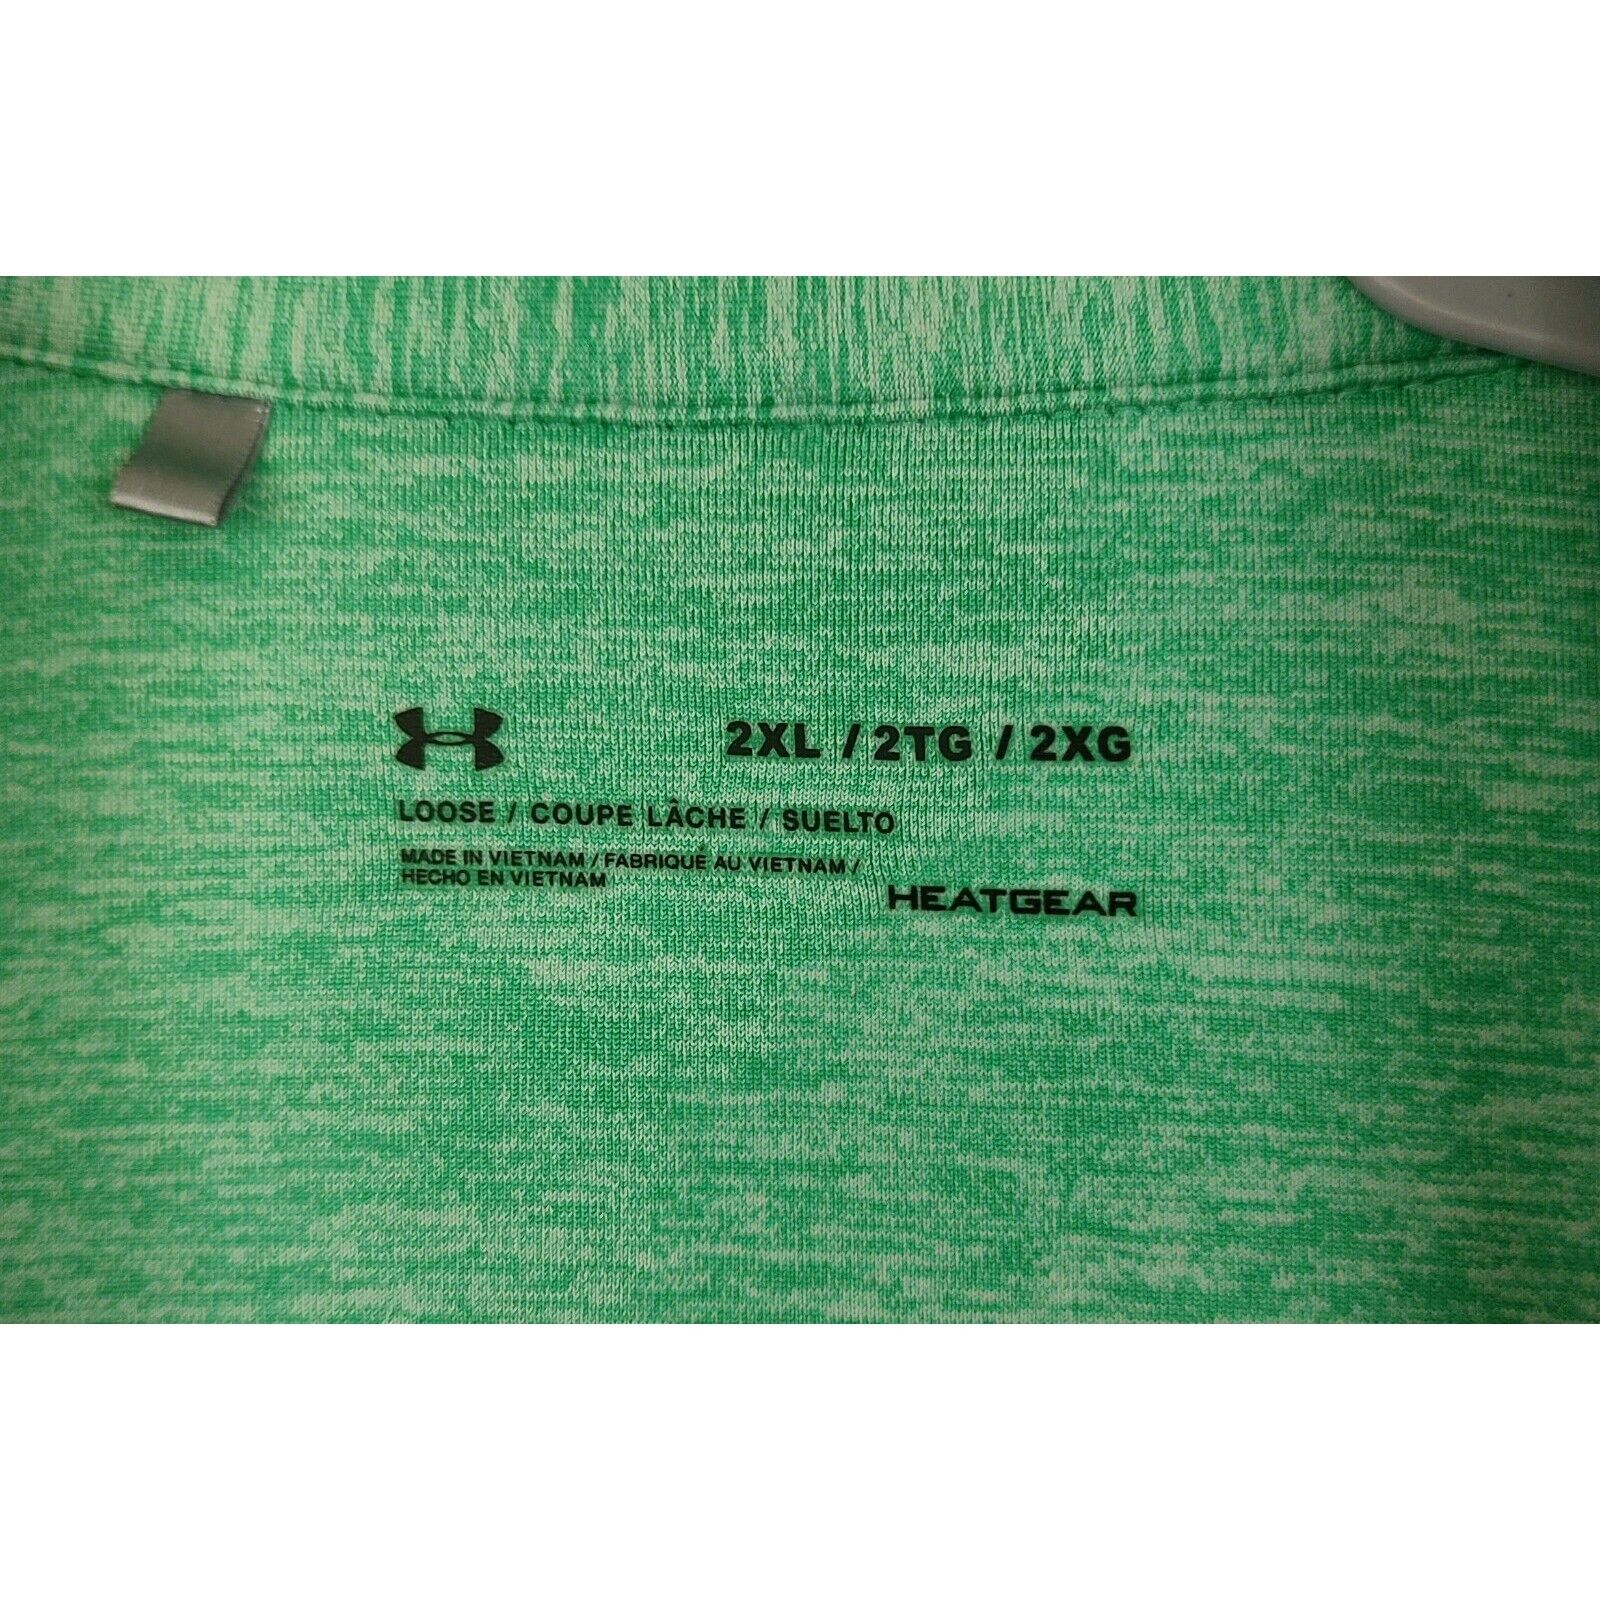 2XL / 2TG / 2XG
LOOSE / COUPE LÂCHE / SUELTO
MADE IN VIETNAM / FABRIQUÉ AU VIETNAM /
HECHO EN VIETNAM
HEATGEAR